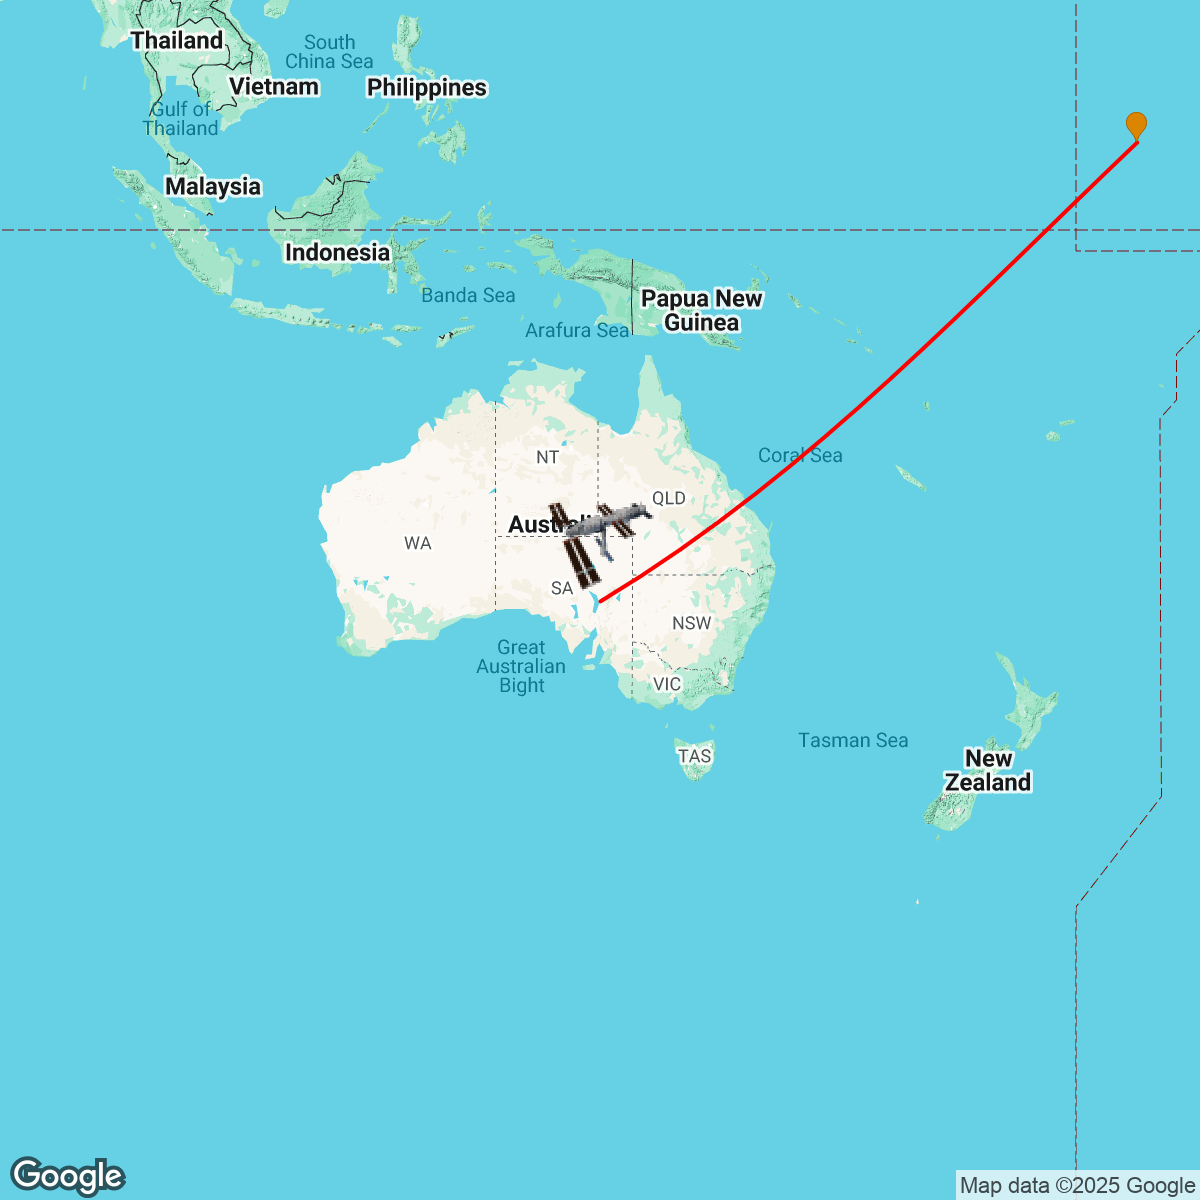 Thailand
South
China Sea
Vietnam
Philippines
Gulf of
Thailand
Malaysia
Indonesia
Banda Sea
Papua New
Guinea
Arafura Sea
NT
Coral Sea
QLD
Australi
WA
SA
NSW
Great
Australian
Bight
VIC
TAS
Tasman Sea
New
Zealand
Google
Map data ©2025 Google